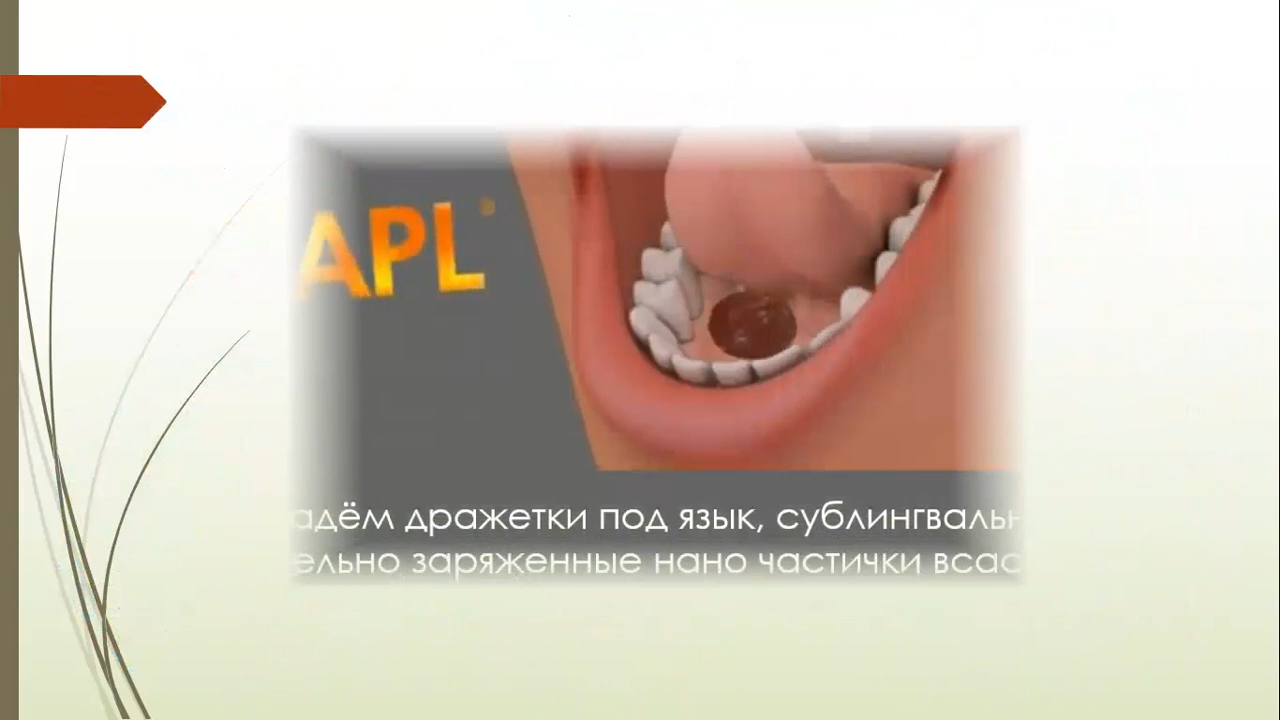 APL®
адём дражетки под язык, сублингвальн
ельно заряженные нано частички всас